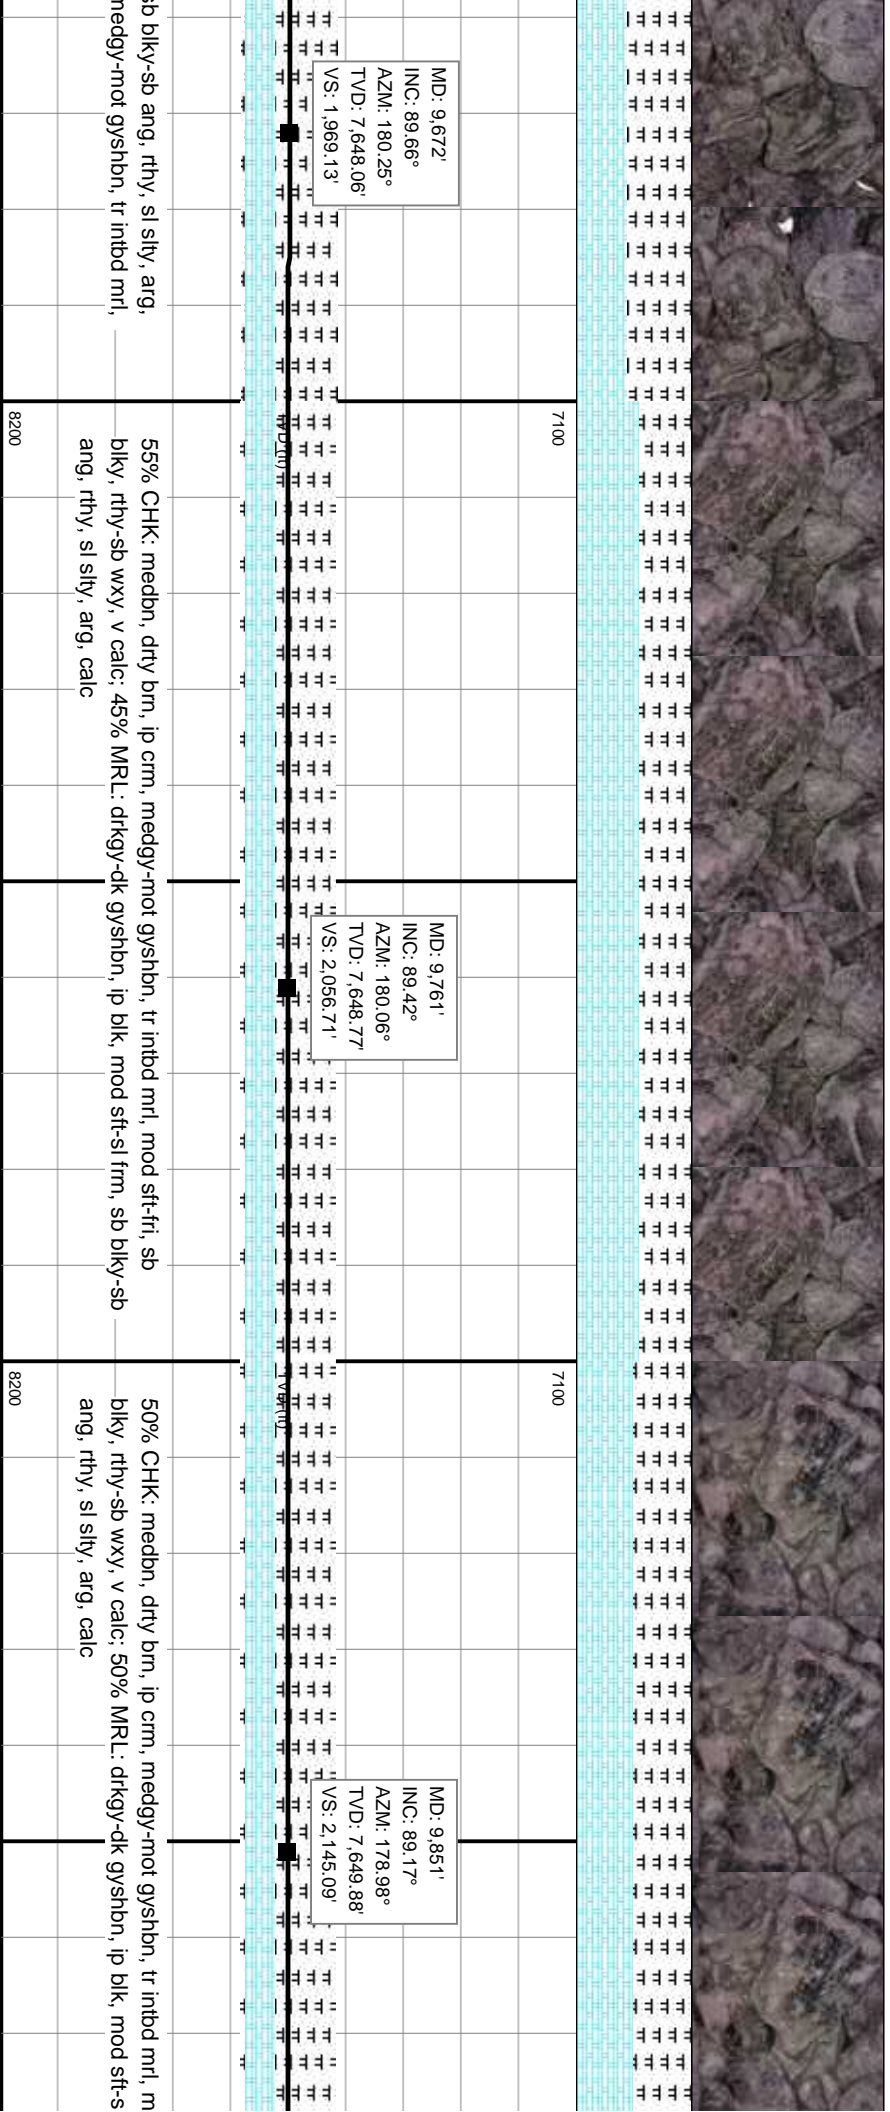 sb blky-sb ang, rthy, sl slty, arg,
medgy-mot gyshbn, tr intbd mrl,
MD: 9,672'
INC: 89.66°
AZM: 180.25°
TVD: 7,648.06'
VS: 1,969.13'
7100
TVD (ft)
8200
55% CHK: medbn, drty brn, ip crm, medgy-mot gyshbn, tr intbd mrl, mod sft-fri, sb
blky, rthy-sb wxy, v calc; 45% MRL: drkgy-dk gyshbn, ip blk, mod sft-sl frm, sb blky-sb
ang, rthy, sl slty, arg, calc
MD: 9,761'
INC: 89.42°
AZM: 180.06°
TVD: 7,648.77'
VS: 2,056.71'
7100
TVD (ft)
8200
50% CHK: medbn, drty brn, ip crm, medgy-mot gyshbn, tr intbd mrl, m
blky, rthy-sb wxy, v calc; 50% MRL: drkgy-dk gyshbn, ip blk, mod sft-s
ang, rthy, sl slty, arg, calc
MD: 9,851'
INC: 89.17°
AZM: 178.98°
TVD: 7,649.88'
VS: 2,145.09'